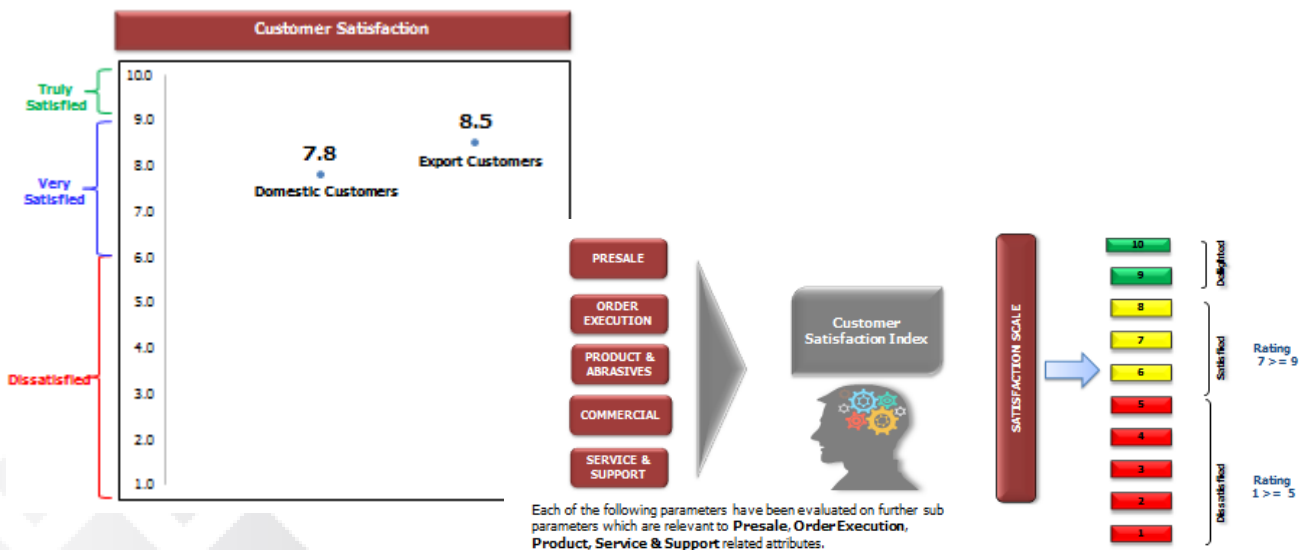 Customer Satisfaction
Truly
Satisfied
Very
Satisfied
Dissatisfied
10.0
9.0
8.0
7.0
6.0
5.0
4.0
3.0
2.0
1.0
7.8
Domestic Customers
8.5
Export Customers
PRESALE
ORDER
EXECUTION
PRODUCT &
ABRASIVES
COMMERCIAL
SERVICE &
SUPPORT
Customer
Satisfaction Index
Each of the following parameters have been evaluated on further sub
parameters which are relevant to Presale, Order Execution,
Product, Service & Support related attributes.
SATISFACTION SCALE
10
9
8
7
6
5
4
3
2
1
Delighted
Satisfied
Dissatisfied
Rating
7 >= 9
Rating
1 >= 5